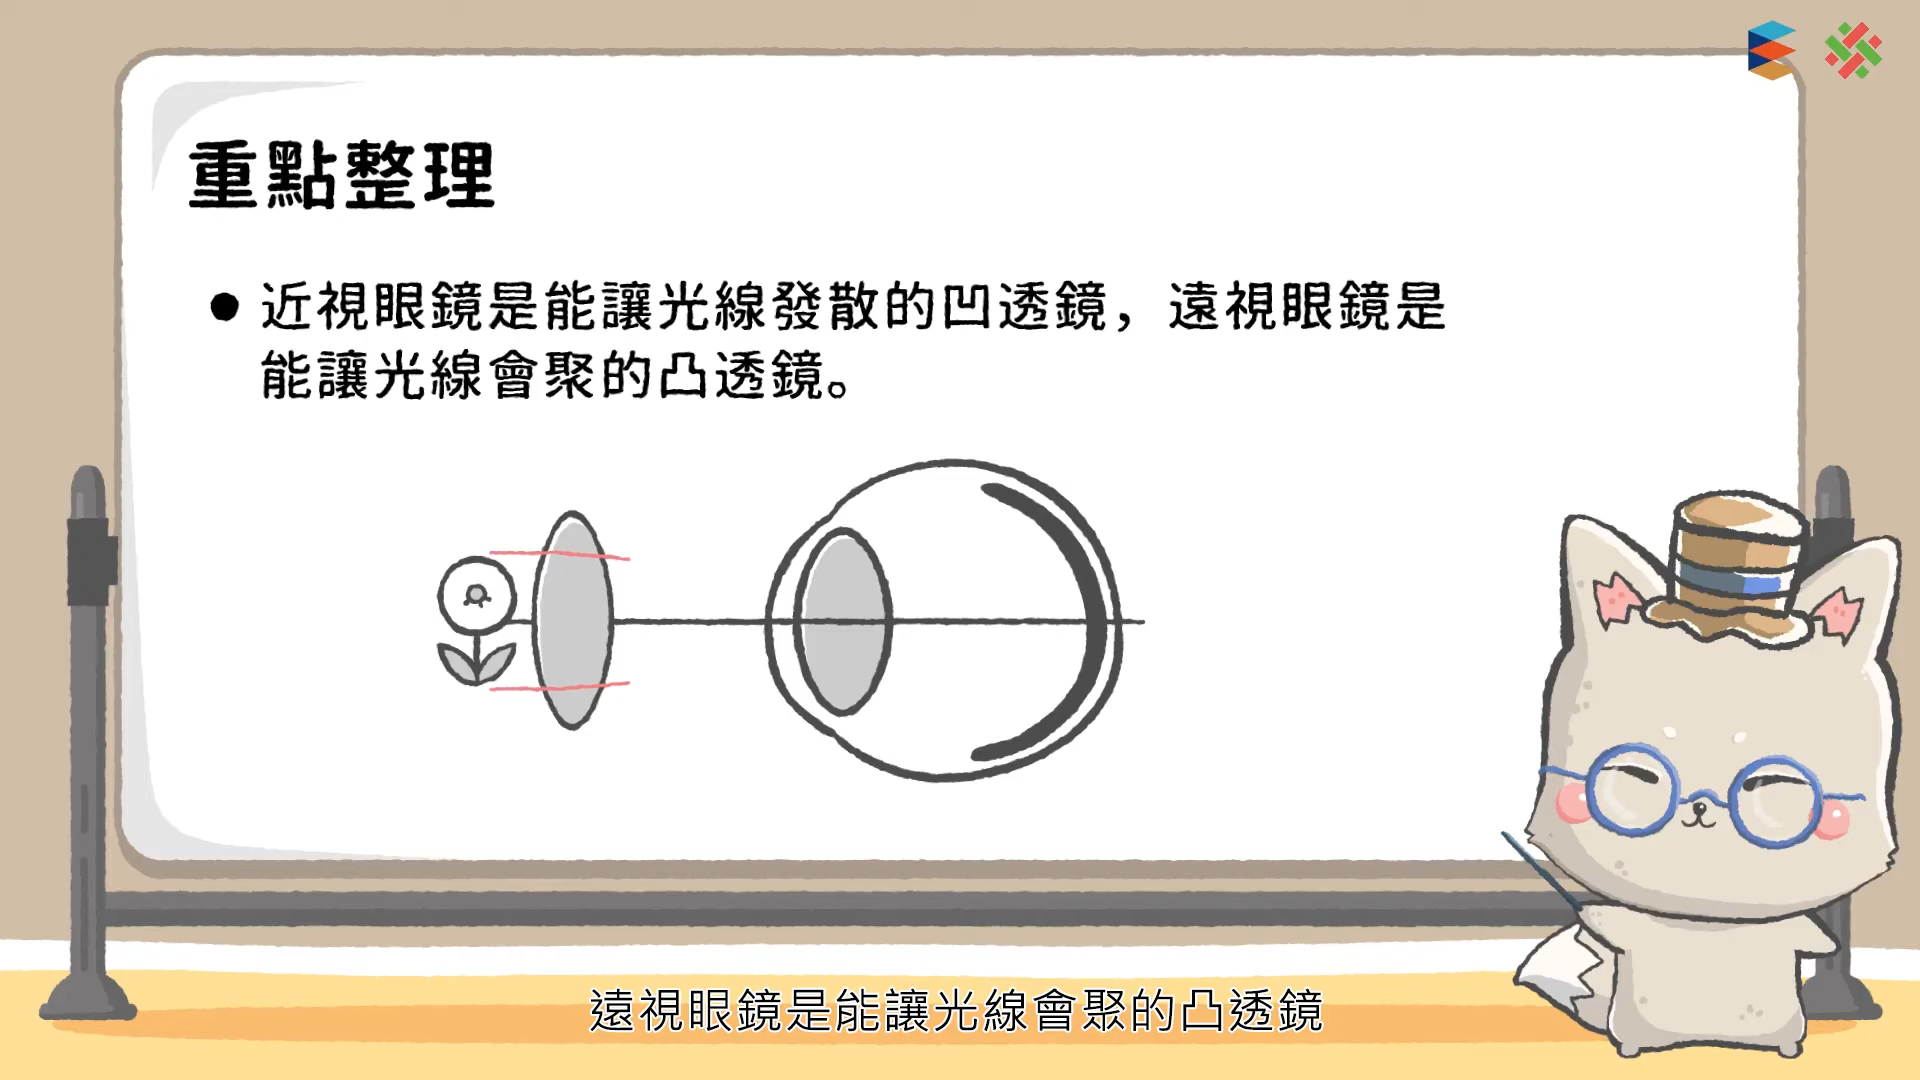 重點整理
● 近視眼鏡是能讓光線發散的凹透鏡，遠視眼鏡是
能讓光線會聚的凸透鏡。
遠視眼鏡是能讓光線會聚的凸透鏡